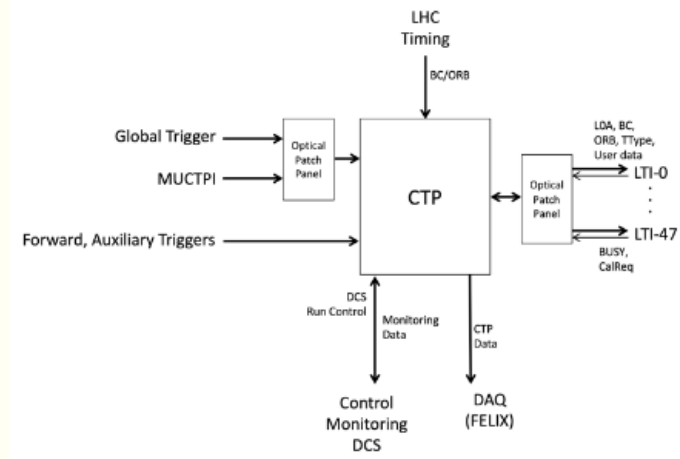 LHC
Timing
BC/ORB
Global Trigger
MUCTPI
Optical
Patch
Panel
Forward, Auxiliary Triggers
CTP
Optical
Patch
Panel
L0A, BC,
ORB, TType,
User data
LTI-0
LTI-47
BUSY,
CalReq
DCS
Run Control
Monitoring
Data
CTP
Data
Control
Monitoring
DCS
DAQ
(FELIX)